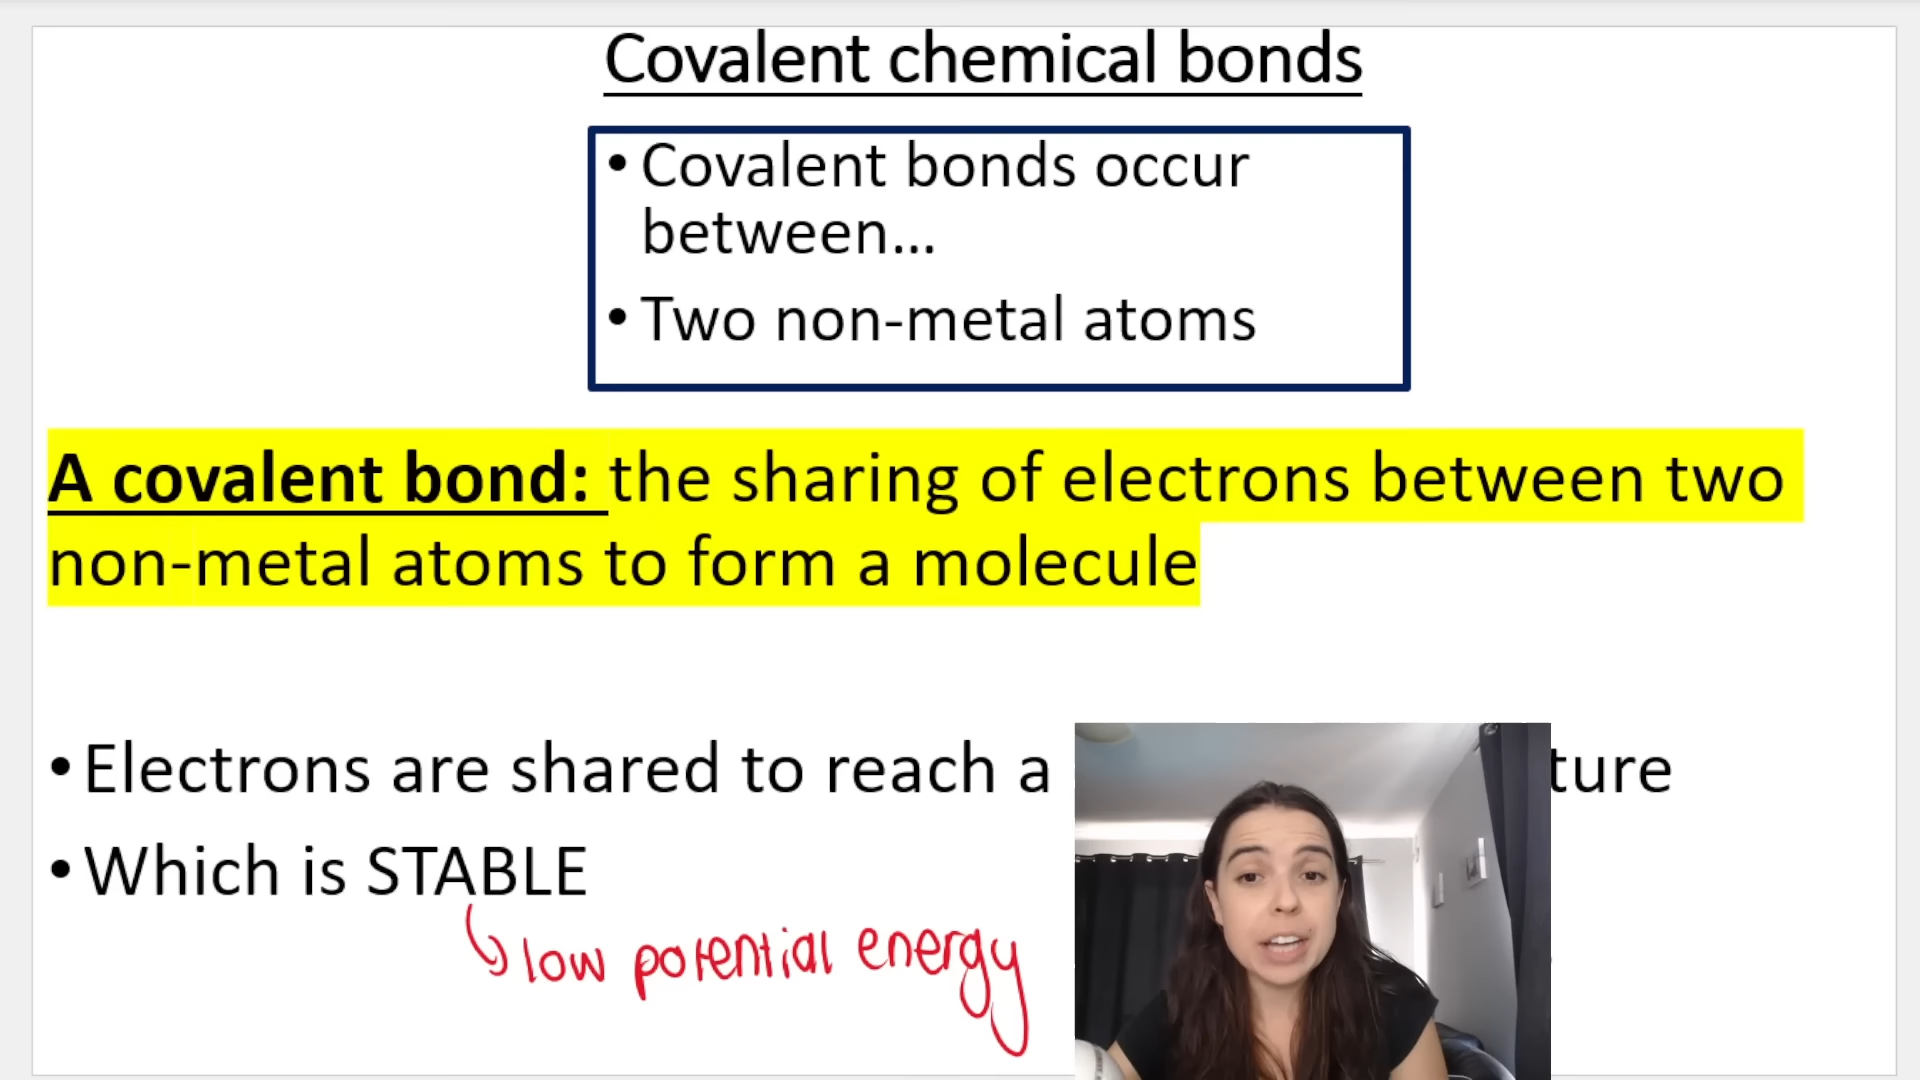 Covalent chemical bonds
• Covalent bonds occur
between...
• Two non-metal atoms
A covalent bond: the sharing of electrons between two
non-metal atoms to form a molecule
• Electrons are shared to reach a ture
• Which is STABLE
low potential energy